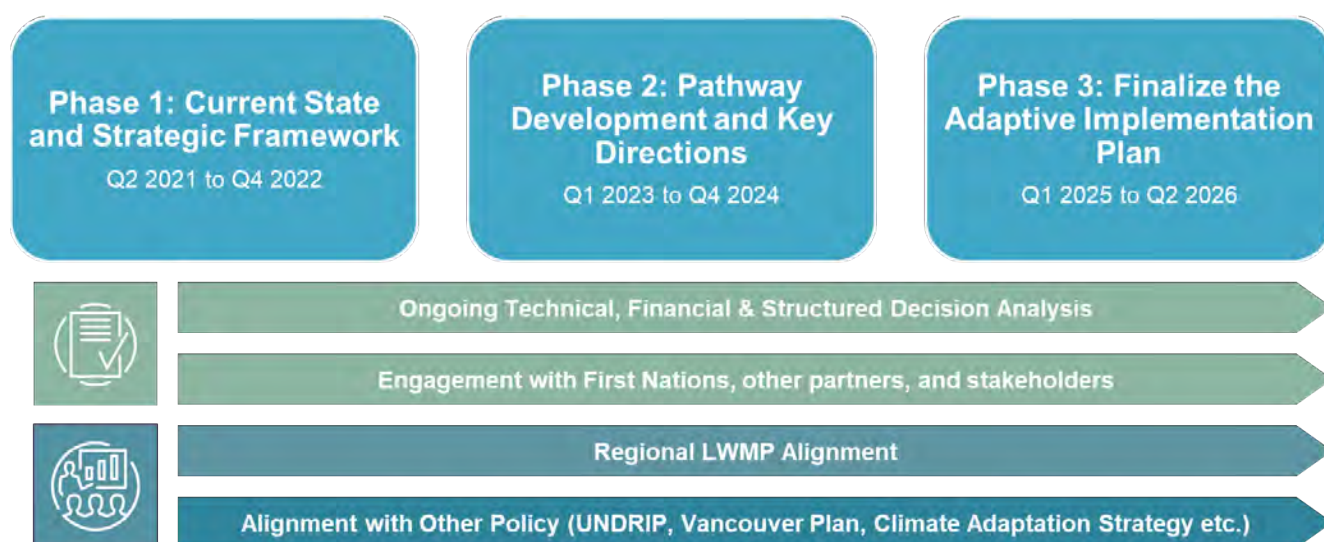 Phase 1: Current State
and Strategic Framework
Q2 2021 to Q4 2022
Phase 2: Pathway
Development and Key
Directions
Q1 2023 to Q4 2024
Phase 3: Finalize the
Adaptive Implementation
Plan
Q1 2025 to Q2 2026
Ongoing Technical, Financial & Structured Decision Analysis
Engagement with First Nations, other partners, and stakeholders
Regional LWMP Alignment
Alignment with Other Policy (UNDRIP, Vancouver Plan, Climate Adaptation Strategy etc.)